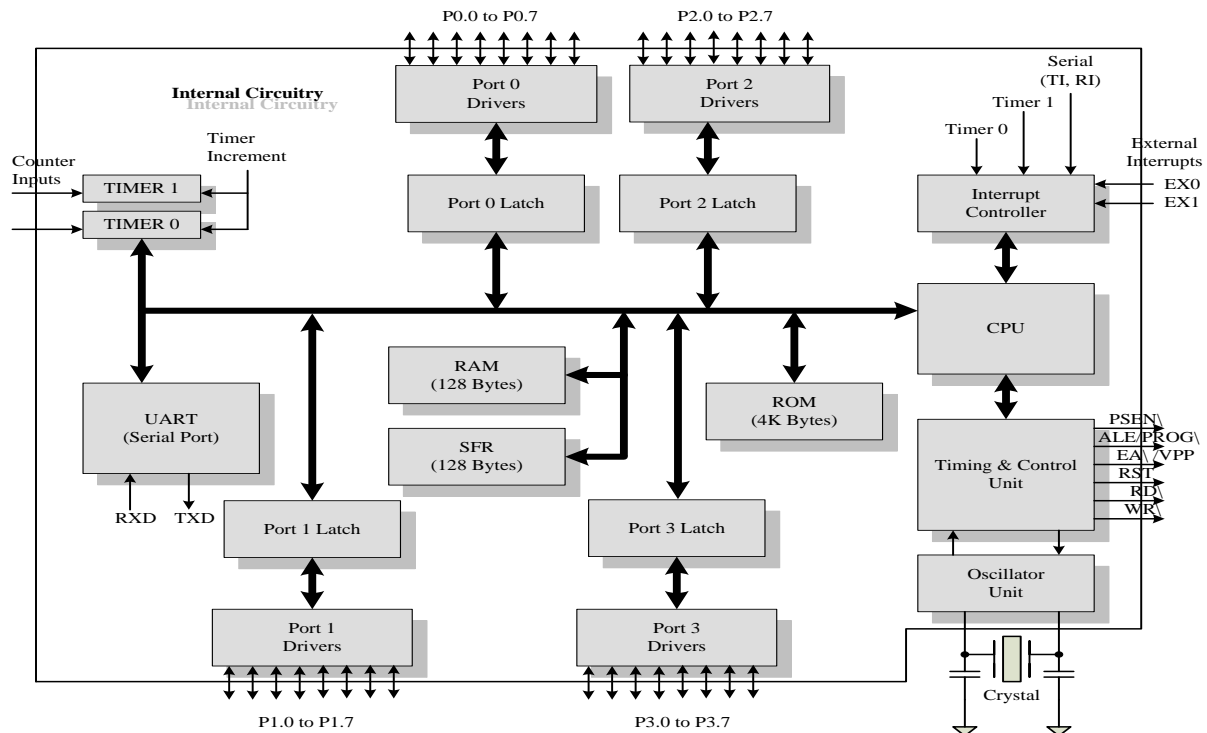 P0.0 to P0.7
P2.0 to P2.7
Port 0
Drivers
Port 2
Drivers
Serial
(TI, RI)
Timer 1
Timer 0
Internal Circuitry
Internal Circuitry
Timer
Increment
Counter
Inputs
External
Interrupts
TIMER 1
TIMER 0
Port 0 Latch
Port 2 Latch
Interrupt
Controller
EX0
EX1
CPU
RAM
(128 Bytes)
ROM
(4K Bytes)
UART
(Serial Port)
SFR
(128 Bytes)
Timing & Control
Unit
PSEN\
ALE/PROG\
EA\ /VPP
RST
RD\
WR\
RXD
TXD
Port 1 Latch
Port 3 Latch
Oscillator
Unit
Port 1
Drivers
Port 3
Drivers
Crystal
P1.0 to P1.7
P3.0 to P3.7